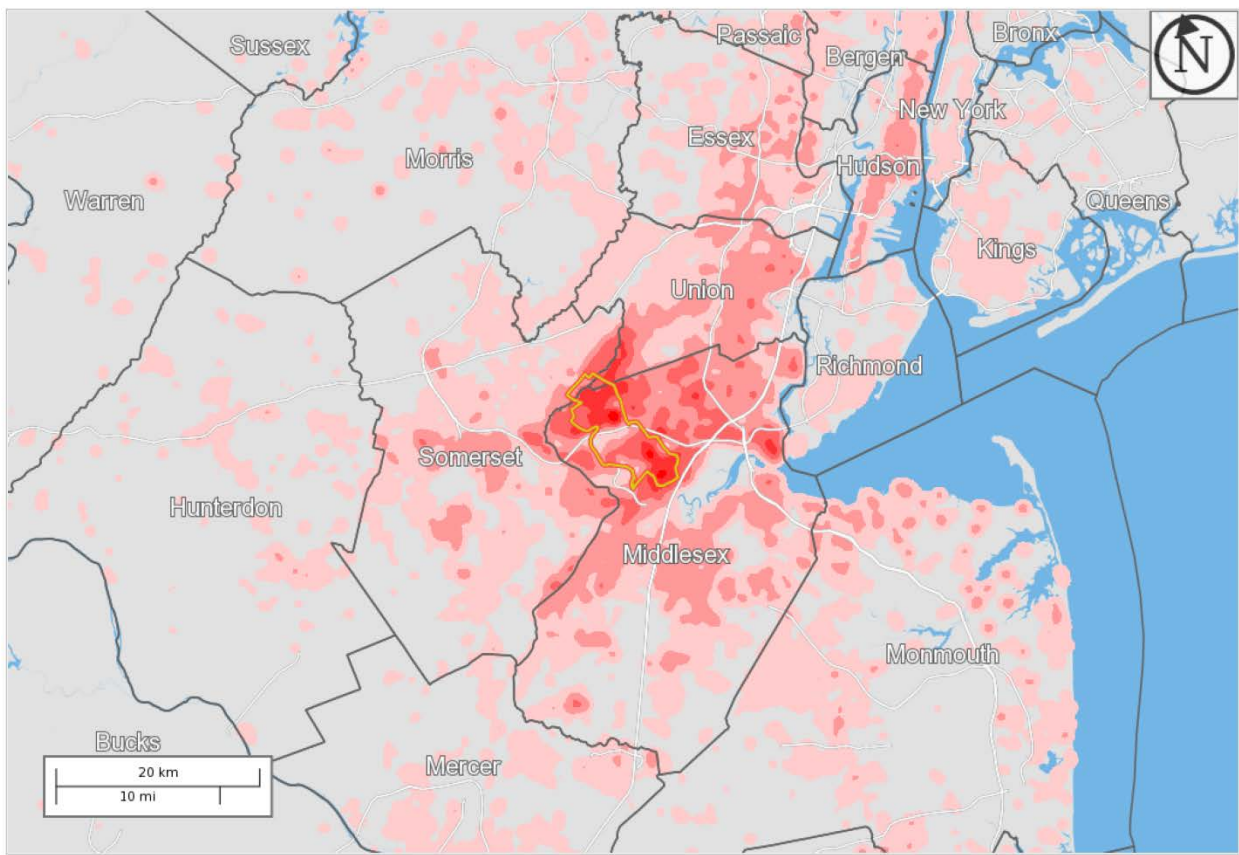 Passaic
Bronx
Sussex
Bergen
N
New York
Essex
Morris
Hudson
Warren
Queens
Kings
Union
Richmond
Somerset
Hunterdon
Middlesex
Monmouth
Bucks
Mercer
20 km
10 mi